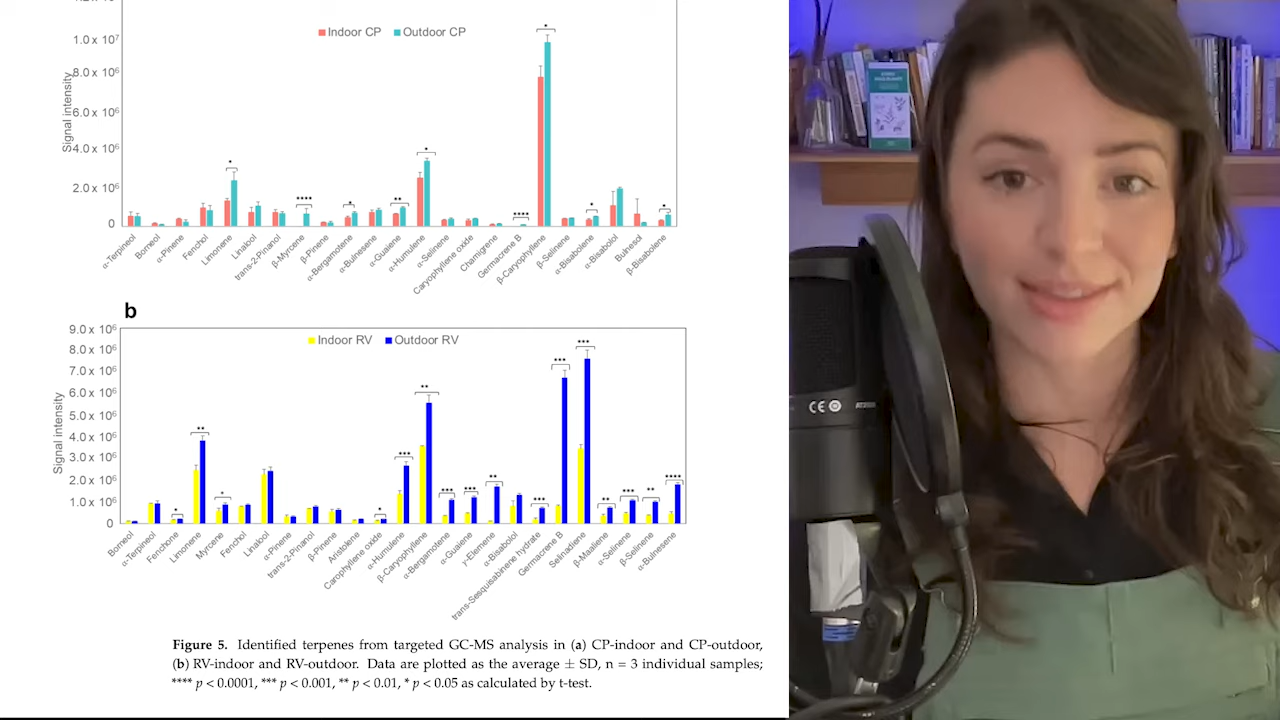 Indoor CP Outdoor CP
Signal intensity
1.0 x 10⁷
8.0 x 10⁶
6.0 x 10⁶
4.0 x 10⁶
2.0 x 10⁶
0
* **** * ** * **** * * *
α-Terpineol
Borneol
α-Pinene
Fenchol
Limonene
Linalool
trans-2-Pinanol
β-Myrcene
β-Pinene
α-Bergamotene
α-Bulnesene
α-Guaiene
α-Humulene
α-Selinene
Caryophyllene oxide
Chamigrene
Germacrene B
β-Caryophyllene
β-Selinene
α-Bisabolene
α-Bisabolol
Bulnesol
β-Bisabolene
b
Indoor RV Outdoor RV
Signal intensity
9.0 x 10⁶
8.0 x 10⁶
7.0 x 10⁶
6.0 x 10⁶
5.0 x 10⁶
4.0 x 10⁶
3.0 x 10⁶
2.0 x 10⁶
1.0 x 10⁶
0
* ** * * *** ** *** *** ** *** *** *** ** *** ** ****
Borneol
α-Terpineol
Fenchone
Limonene
Myrcene
Fenchol
Linalool
α-Pinene
trans-2-Pinanol
β-Pinene
Aristolene
Carophyllene oxide
α-Humulene
β-Caryophyllene
α-Bergamotene
α-Guaiene
γ-Elemene
α-Bisabolol
trans-Sesquisabinene hydrate
Germacrene B
Selinadiene
β-Maaliene
α-Selinene
β-Selinene
α-Bulnesene
Figure 5. Identified terpenes from targeted GC-MS analysis in (a) CP-indoor and CP-outdoor,
(b) RV-indoor and RV-outdoor. Data are plotted as the average ± SD, n = 3 individual samples;
**** p < 0.0001, *** p < 0.001, ** p < 0.01, * p < 0.05 as calculated by t-test.
CE